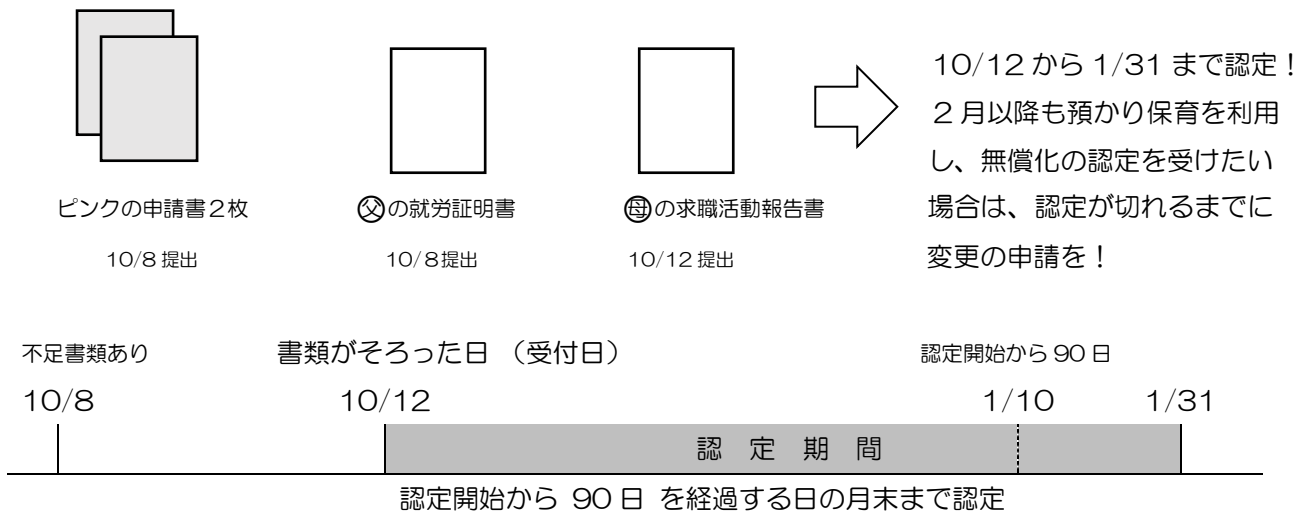 10/12 から 1/31 まで認定！
２月以降も預かり保育を利用
し、無償化の認定を受けたい
場合は、認定が切れるまでに
変更の申請を！
ピンクの申請書２枚
㊫の就労証明書
㊊の求職活動報告書
10/8 提出
10/8提出
10/12 提出
不足書類あり
書類がそろった日 （受付日）
認定開始から 90 日
10/8
10/12
1/10
1/31
認 定 期 間
認定開始から 90 日 を経過する日の月末まで認定